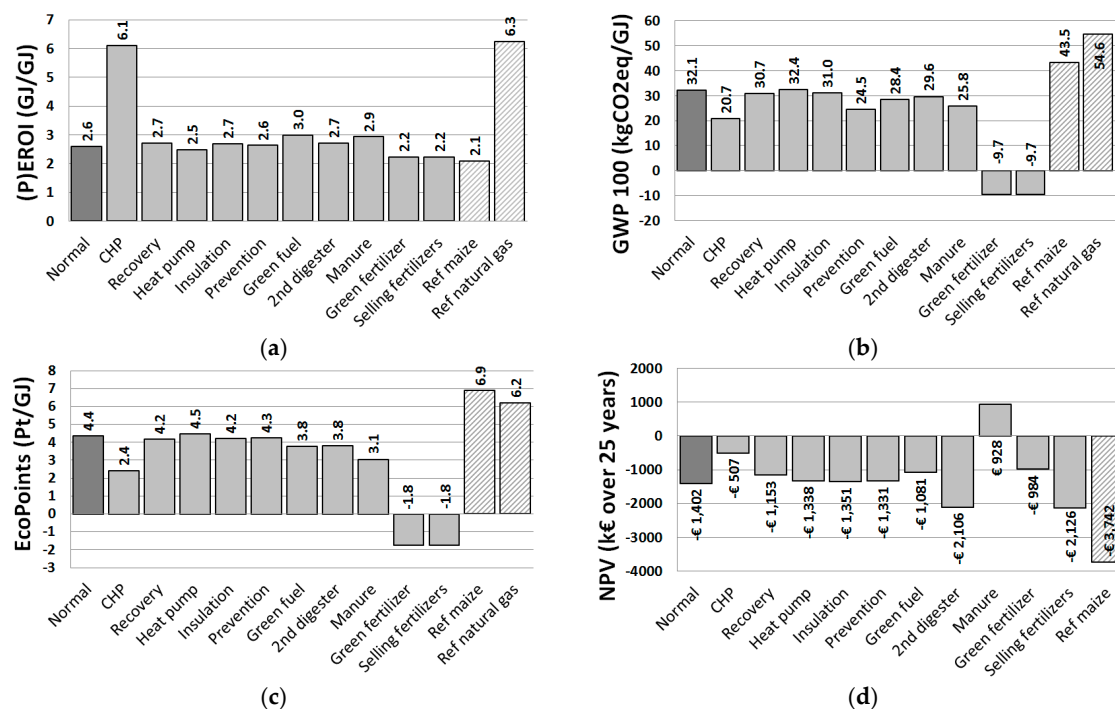 (P)EROI (GJ/GJ)
7
6
5
4
3
2
1
0
2.6
6.1
2.7
2.5
2.7
2.6
3.0
2.7
2.9
2.2
2.2
2.1
6.3
Normal
CHP
Recovery
Heat pump
Insulation
Prevention
Green fuel
2nd digester
Manure
Green fertilizer
Selling fertilizers
Ref maize
Ref natural gas
(a)
GWP 100 (kgCO2eq/GJ)
60
50
40
30
20
10
0
-10
-20
32.1
20.7
30.7
32.4
31.0
24.5
28.4
29.6
25.8
-9.7
-9.7
43.5
54.6
Normal
CHP
Recovery
Heat pump
Insulation
Prevention
Green fuel
2nd digester
Manure
Green fertilizer
Selling fertilizers
Ref maize
Ref natural gas
(b)
EcoPoints (Pt/GJ)
8
7
6
5
4
3
2
1
0
-1
-2
-3
4.4
2.4
4.2
4.5
4.2
4.3
3.8
3.8
3.1
-1.8
-1.8
6.9
6.2
Normal
CHP
Recovery
Heat pump
Insulation
Prevention
Green fuel
2nd digester
Manure
Green fertilizer
Selling fertilizers
Ref maize
Ref natural gas
(c)
NPV (k€ over 25 years)
2000
1000
0
-1000
-2000
-3000
-4000
-€ 1,402
-€ 507
-€ 1,153
-€ 1,338
-€ 1,351
-€ 1,331
-€ 1,081
-€ 2,106
€ 928
-€ 984
-€ 2,126
-€ 3,742
Normal
CHP
Recovery
Heat pump
Insulation
Prevention
Green fuel
2nd digester
Manure
Green fertilizer
Selling fertilizers
Ref maize
(d)